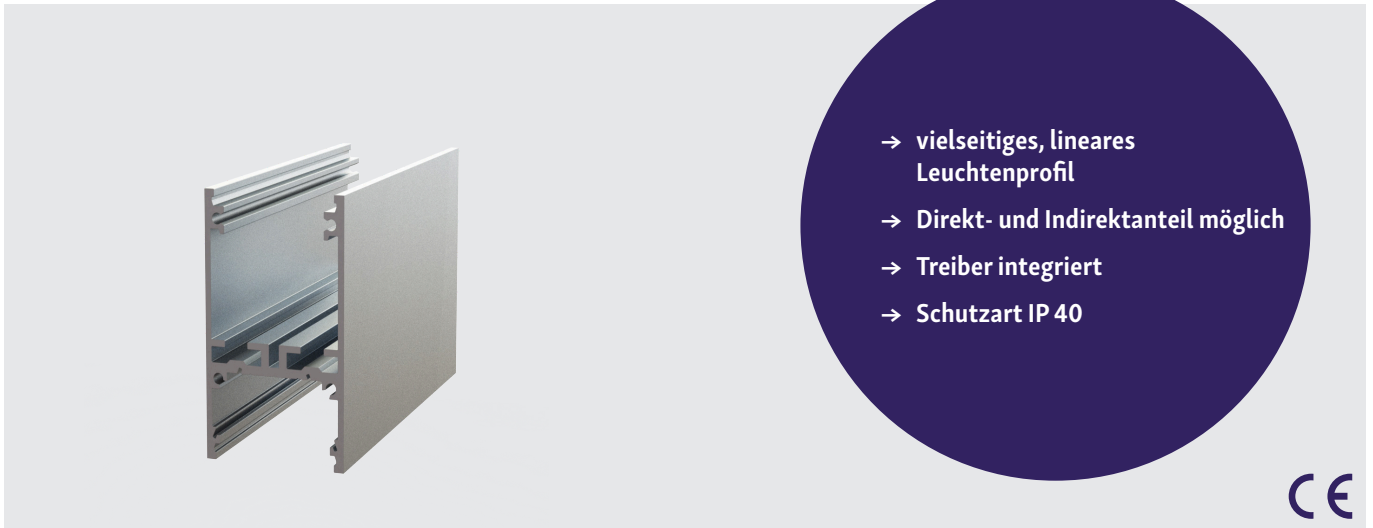 → vielseitiges, lineares
Leuchtenprofil
→ Direkt- und Indirektanteil möglich
→ Treiber integriert
→ Schutzart IP 40
CE